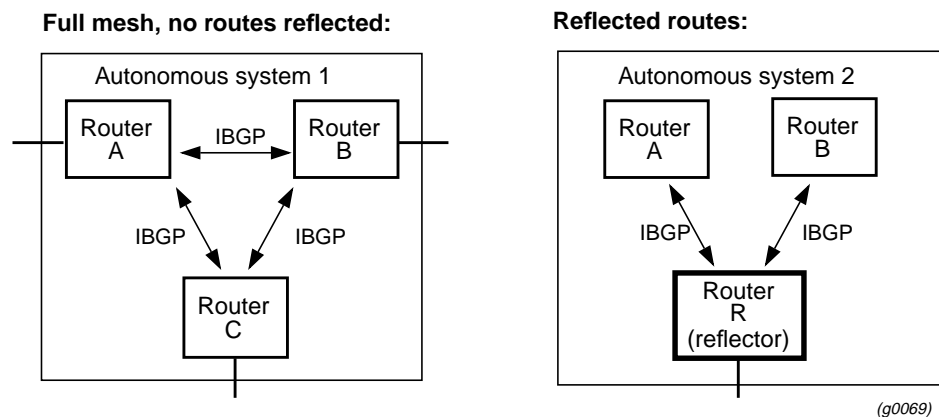 Full mesh, no routes reflected:
Autonomous system 1
Router
A
IBGP
Router
B
IBGP
IBGP
Router
C
Reflected routes:
Autonomous system 2
Router
A
Router
B
IBGP
IBGP
Router
R
(reflector)
(g0069)